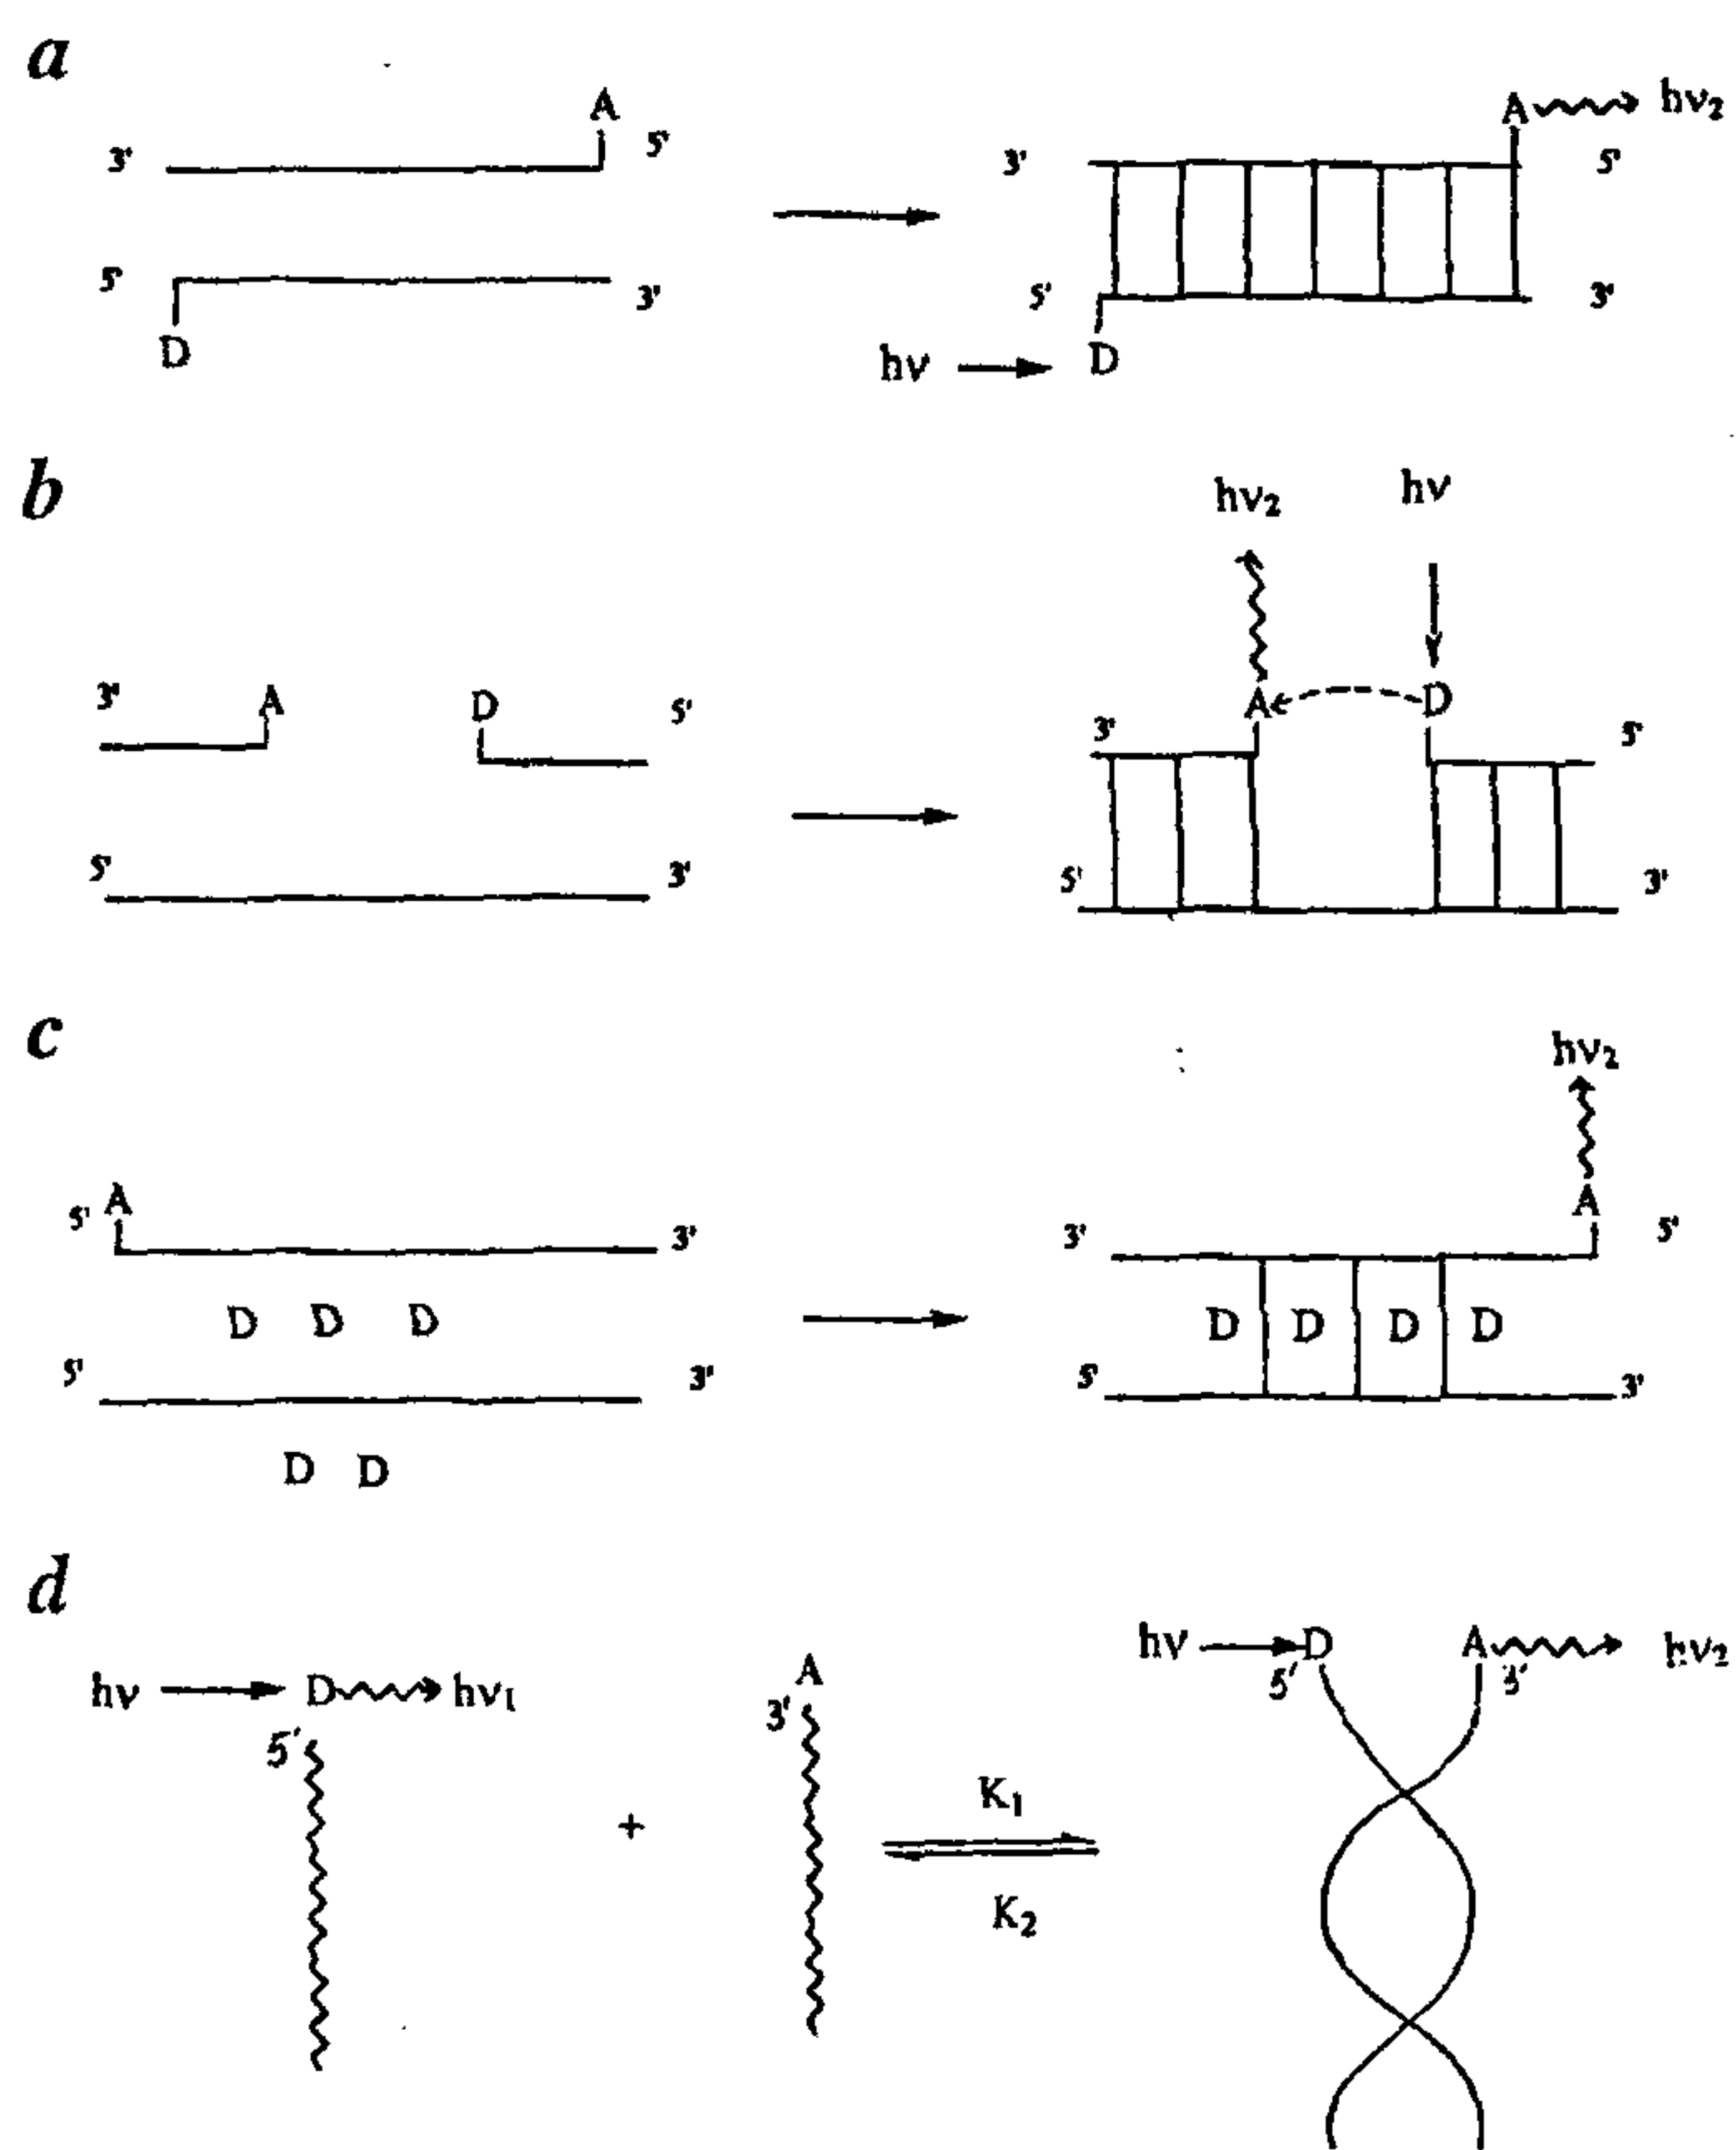 a
A
A hν2
3' 5' 3' 5'
5' 3' 5' 3'
D hν D
b
hν2 hν
3' A D 5' A D
3' 5'
5' 3' 5' 3'
c
hν2
5' A 3' A
3' 5'
D D D D D D D
5' 3' 5' 3'
D D
d
hν D hν1 A hν D A hν2
5' 3' 5' 3'
+ K1
K2